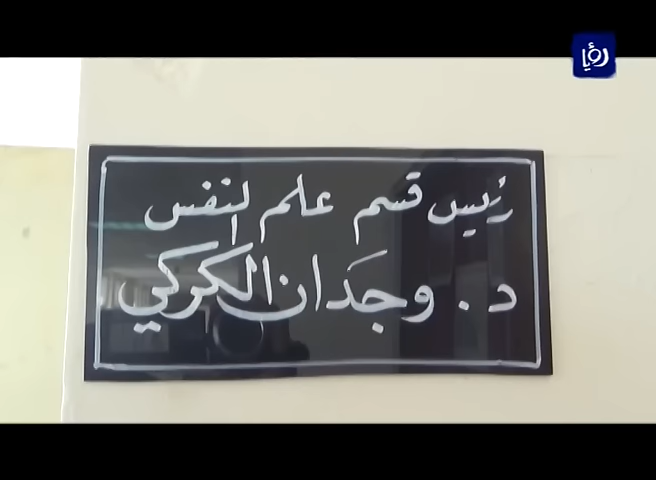 رؤيا
رئيس قسم علم النفس
د. وجدان الكركي